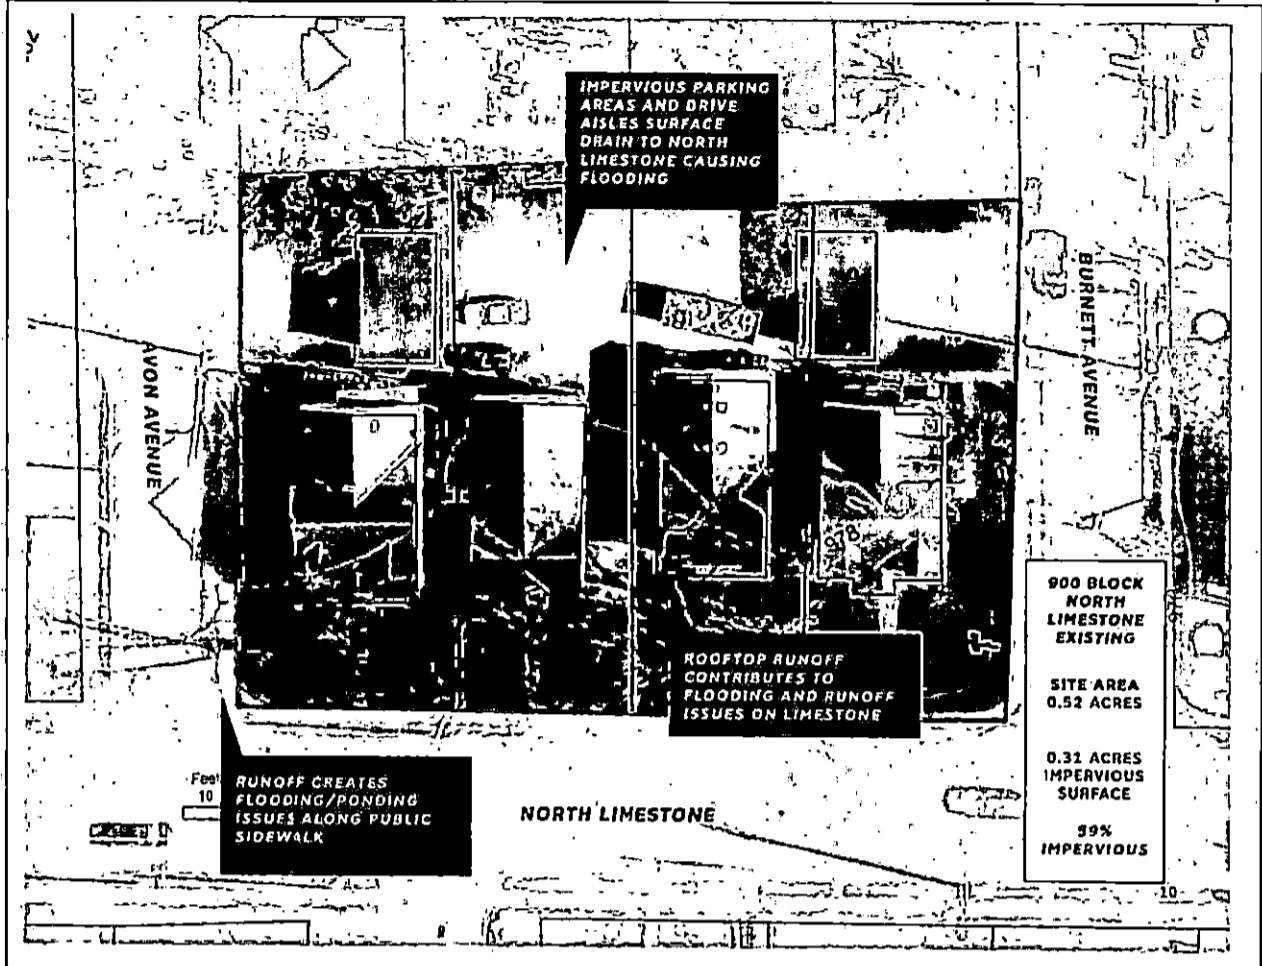 IMPERVIOUS PARKING
AREAS AND DRIVE
AISLES SURFACE
DRAIN TO NORTH
LIMESTONE CAUSING
FLOODING
AVON AVENUE
BURNETT AVENUE
ROOFTOP RUNOFF
CONTRIBUTES TO
FLOODING AND RUNOFF
ISSUES ON LIMESTONE
900 BLOCK
NORTH
LIMESTONE
EXISTING
SITE AREA
0.52 ACRES
0.31 ACRES
IMPERVIOUS
SURFACE
59%
IMPERVIOUS
RUNOFF CREATES
FLOODING/PONDING
ISSUES ALONG PUBLIC
SIDEWALK
Feet
10
NORTH LIMESTONE
10